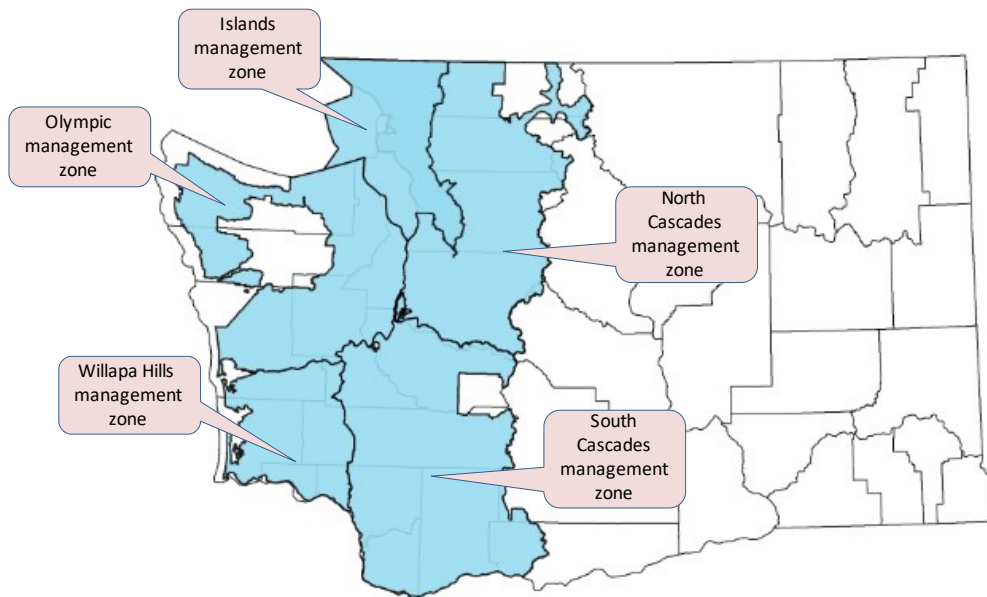 Islands
management
zone
Olympic
management
zone
North
Cascades
management
zone
Willapa Hills
management
zone
South
Cascades
management
zone